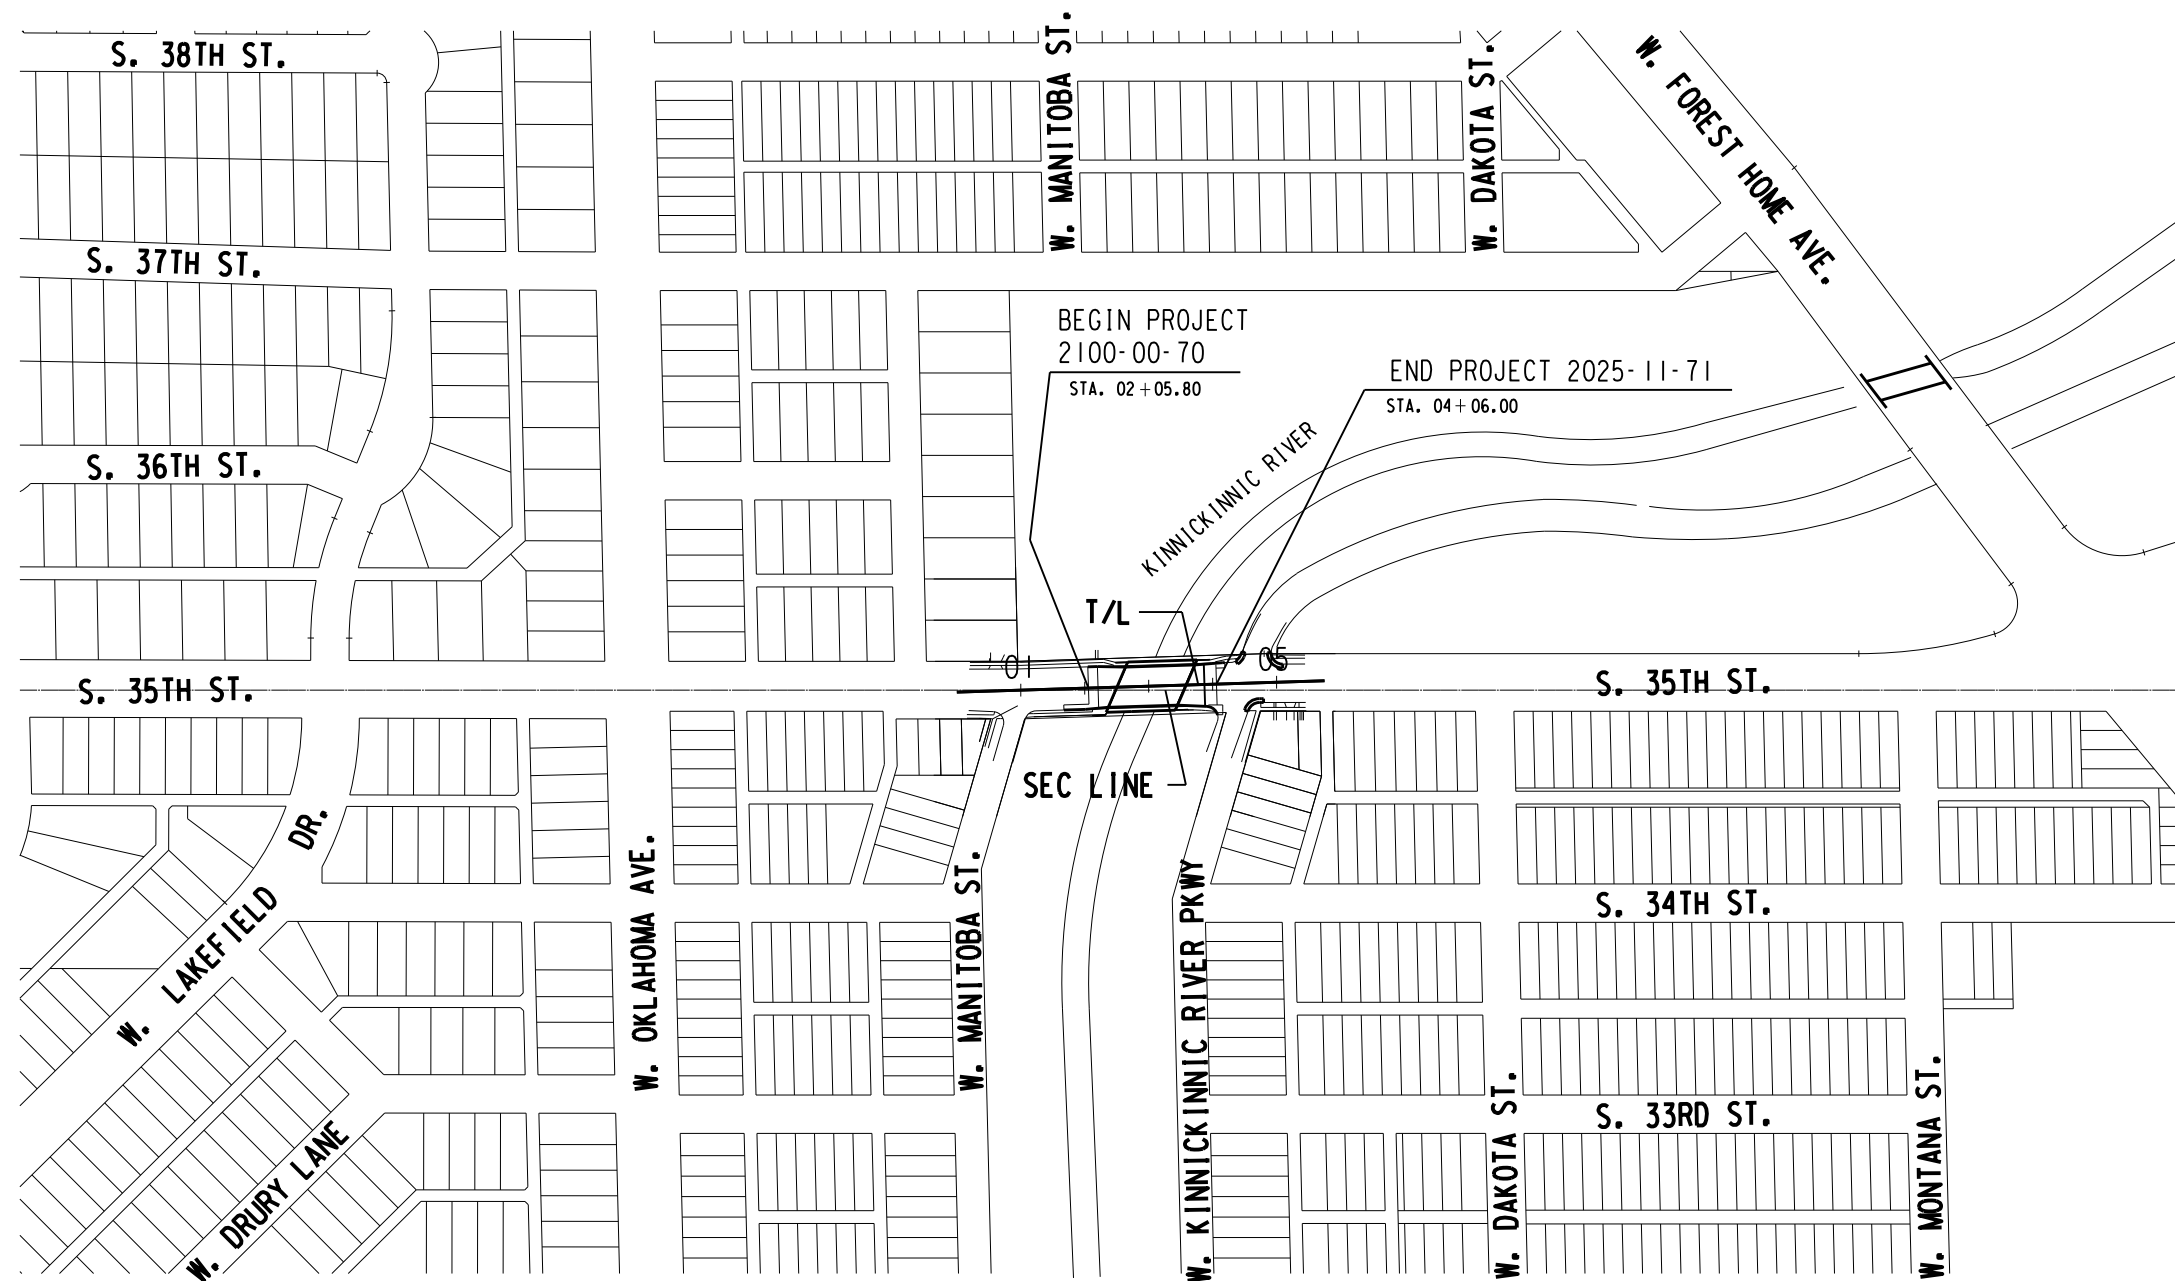 S. 38TH ST.
W. MANITOBA ST.
W. DAKOTA ST.
W. FOREST HOME AVE.
S. 37TH ST.
BEGIN PROJECT
2100-00-70
STA. 02+05.80
END PROJECT 2025-11-71
STA. 04+06.00
KINNICKINNIC RIVER
S. 36TH ST.
T/L
01
05
S. 35TH ST.
S. 35TH ST.
SEC LINE
W. LAKEFIELD DR.
W. OKLAHOMA AVE.
W. MANITOBA ST.
W. KINNICKINNIC RIVER PKWY
S. 34TH ST.
S. 33RD ST.
W. DAKOTA ST.
W. MONTANA ST.
W. DRURY LANE